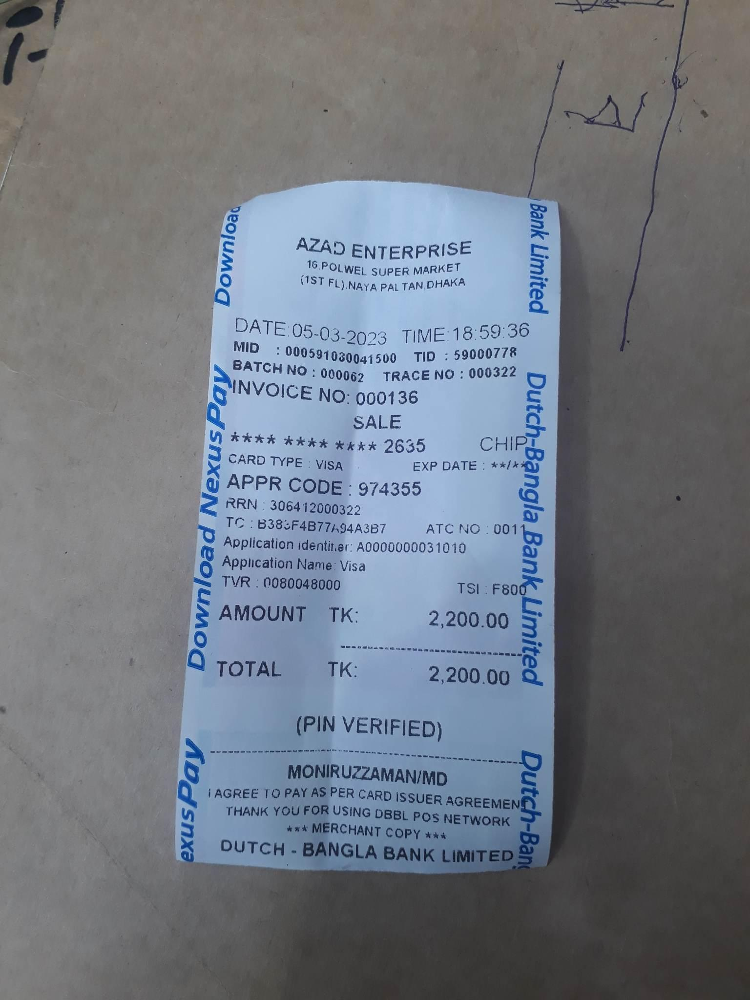 AZAD ENTERPRISE
16.POLWEL SUPER MARKET
(1ST FL).NAYA PALTAN,DHAKA
DATE:05-03-2023 TIME:18:59:36
MID : 000591030041500 TID : 59000778
BATCH NO : 000062 TRACE NO : 000322
INVOICE NO: 000136
SALE
**** **** **** 2635 CHIP
CARD TYPE : VISA EXP DATE : **/**
APPR CODE : 974355
RRN : 306412000322
TC : B383F4B77A94A3B7 ATC NO : 0011
Application Identifier: A0000000031010
Application Name: Visa
TVR : 0080048000 TSI : F800
AMOUNT TK: 2,200.00
TOTAL TK: 2,200.00
(PIN VERIFIED)
MONIRUZZAMAN/MD
I AGREE TO PAY AS PER CARD ISSUER AGREEMENT
THANK YOU FOR USING DBBL POS NETWORK
*** MERCHANT COPY ***
DUTCH - BANGLA BANK LIMITED
Download
Download NexusPay
exusPay
Bank Limited
Dutch-Bangla Bank Limited
Dutch-Bang